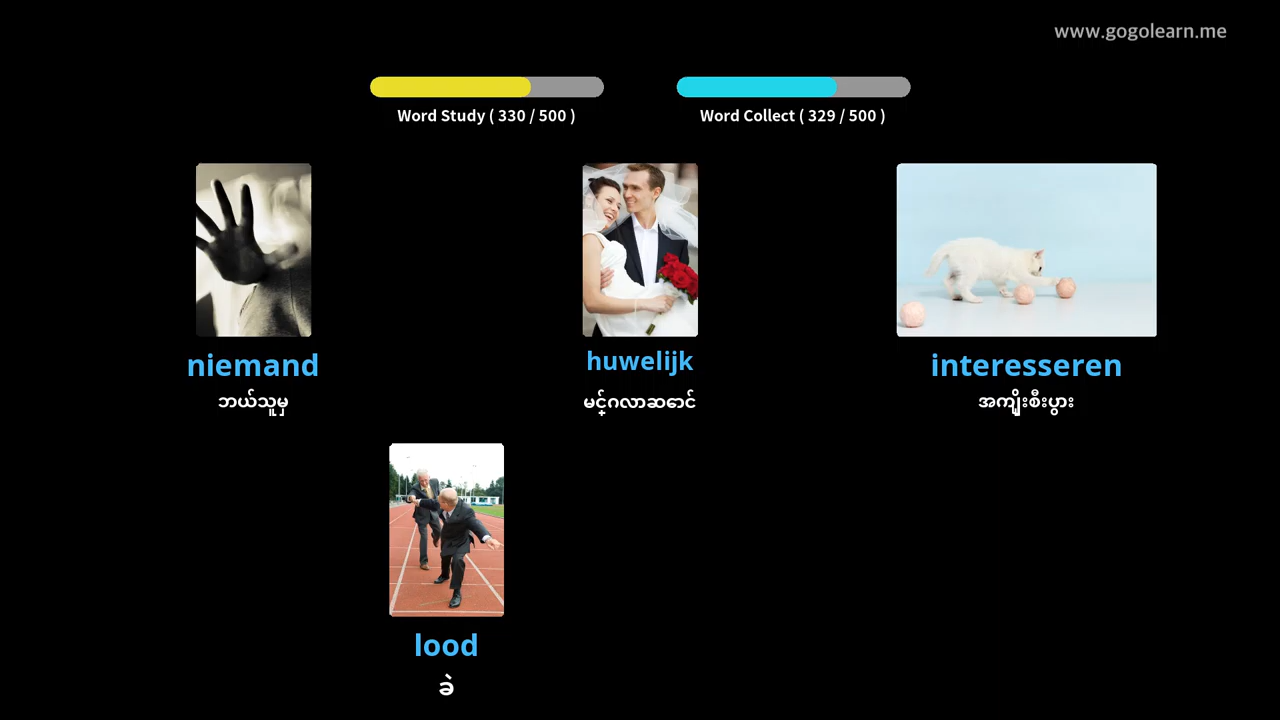 www.gogolearn.me
Word Study ( 330 / 500 )
Word Collect ( 329 / 500 )
niemand
ဘယ်သူမှ
huwelijk
မင်္ဂလာဆောင်
interesseren
အကျိုးစီးပွား
lood
ခဲ